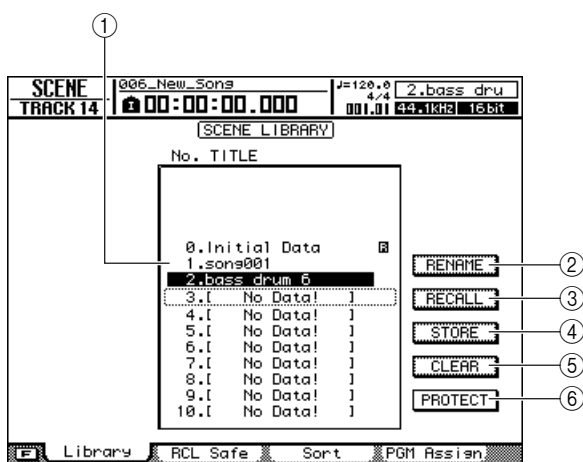 ①
SCENE
TRACK 14
006_New_Song
00:00:00.000
♩=120.0
4/4
001.01
2.bass dru
44.1kHz 16bit
SCENE LIBRARY
No. TITLE
0.Initial Data R
1.song001
2.bass drum 6
3.[ No Data! ]
4.[ No Data! ]
5.[ No Data! ]
6.[ No Data! ]
7.[ No Data! ]
8.[ No Data! ]
9.[ No Data! ]
10.[ No Data! ]
RENAME ②
RECALL ③
STORE ④
CLEAR ⑤
PROTECT ⑥
F Library RCL Safe Sort PGM Assign